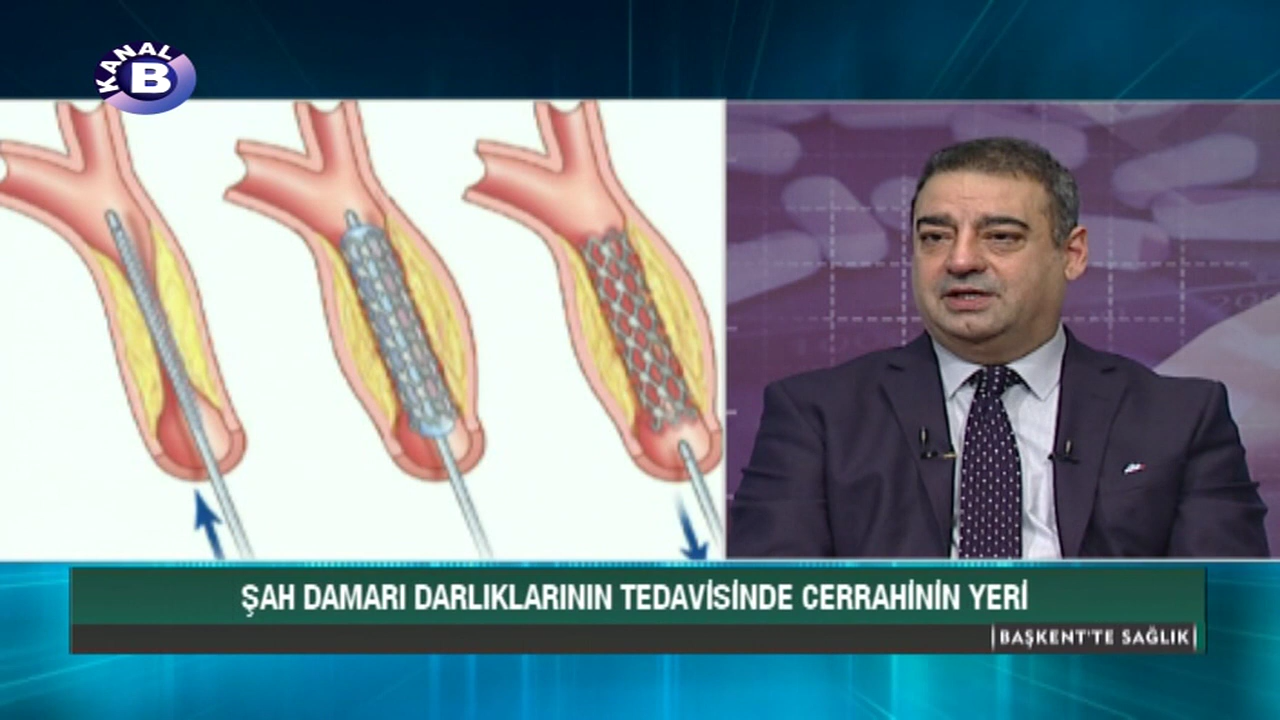 KANAL
B
ŞAH DAMARI DARLIKLARININ TEDAVİSİNDE CERRAHİNİN YERİ
BAŞKENT'TE SAĞLIK